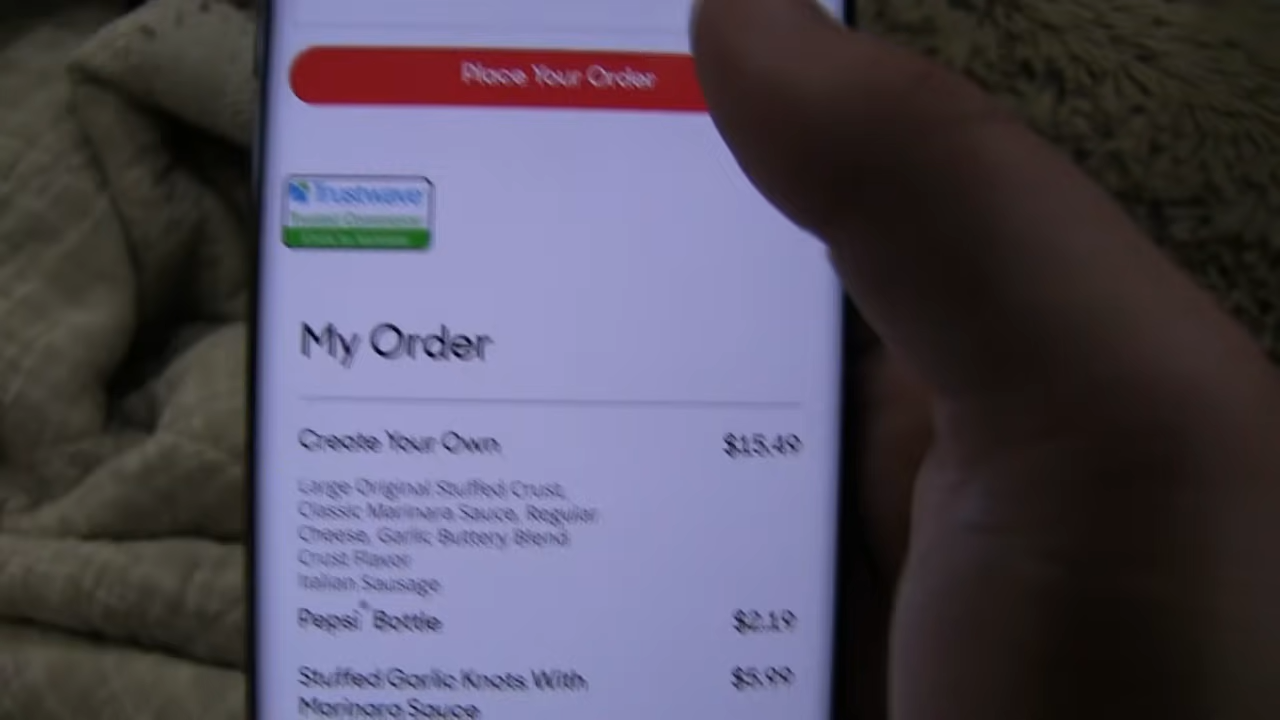 Place Your Order
Trustwave
My Order
Create Your Own $15.49
Large Original Stuffed Crust,
Classic Marinara Sauce, Regular
Cheese, Garlic Buttery Blend
Crust Flavor
Italian Sausage
Pepsi® Bottle $2.19
Stuffed Garlic Knots With $5.99
Marinara Sauce